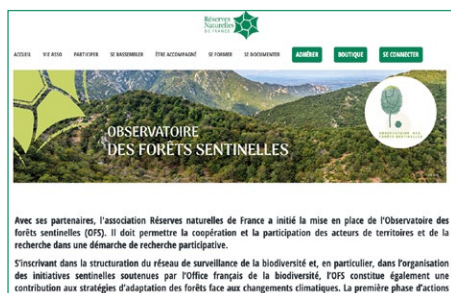 Réserves
Naturelles
DE FRANCE
ACCUEIL VIE ASSO PARTICIPER SE RASSEMBLER ÊTRE ACCOMPAGNÉ SE FORMER SE DOCUMENTER ADHÉRER BOUTIQUE SE CONNECTER
OBSERVATOIRE
DES FORÊTS SENTINELLES
OBSERVATOIRE DES
FORÊTS SENTINELLES
Avec ses partenaires, l'association Réserves naturelles de France a initié la mise en place de l'Observatoire des
forêts sentinelles (OFS). Il doit permettre la coopération et la participation des acteurs de territoires et de la
recherche dans une démarche de recherche participative.
S'inscrivant dans la structuration du réseau de surveillance de la biodiversité et, en particulier, dans l'organisation
des initiatives sentinelles soutenues par l'Office français de la biodiversité, l'OFS constitue également une
contribution aux stratégies d'adaptation des forêts face aux changements climatiques. La première phase d'actions